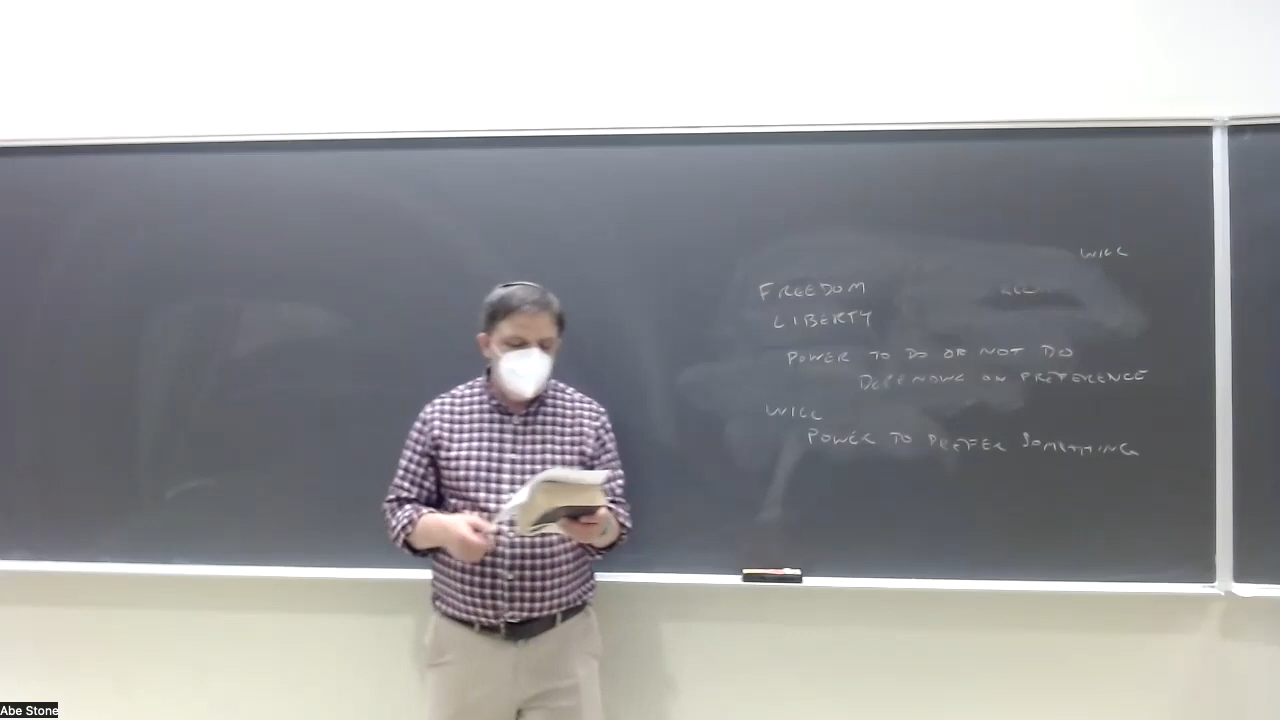 WILL
FREEDOM
LIBERTY
POWER TO DO OR NOT DO
DEPENDING ON PREFERENCE
WILL
POWER TO PREFER SOMETHING
Abe Stone